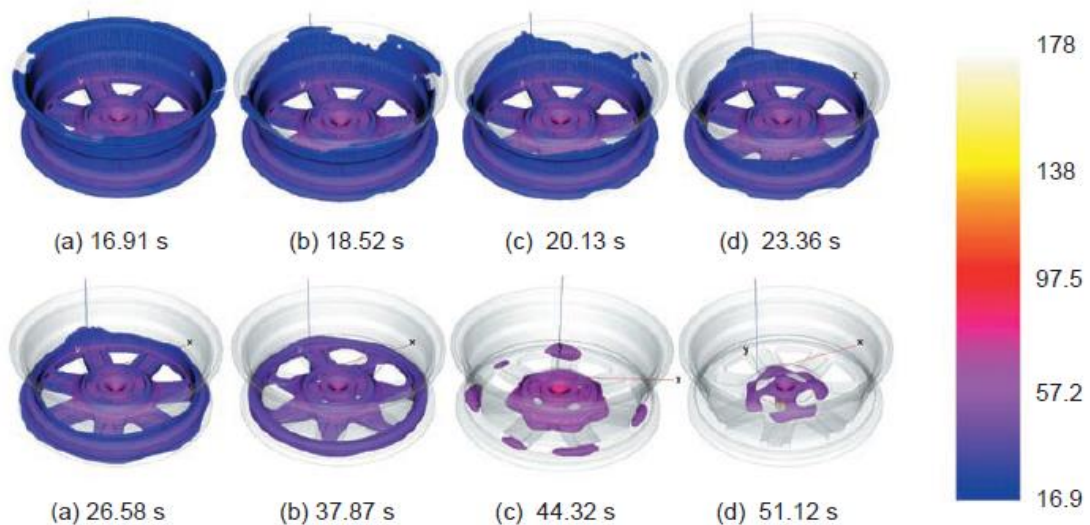 (a) 16.91 s
(b) 18.52 s
(c) 20.13 s
(d) 23.36 s
(a) 26.58 s
(b) 37.87 s
(c) 44.32 s
(d) 51.12 s
178
138
97.5
57.2
16.9
x
x
x
y
x